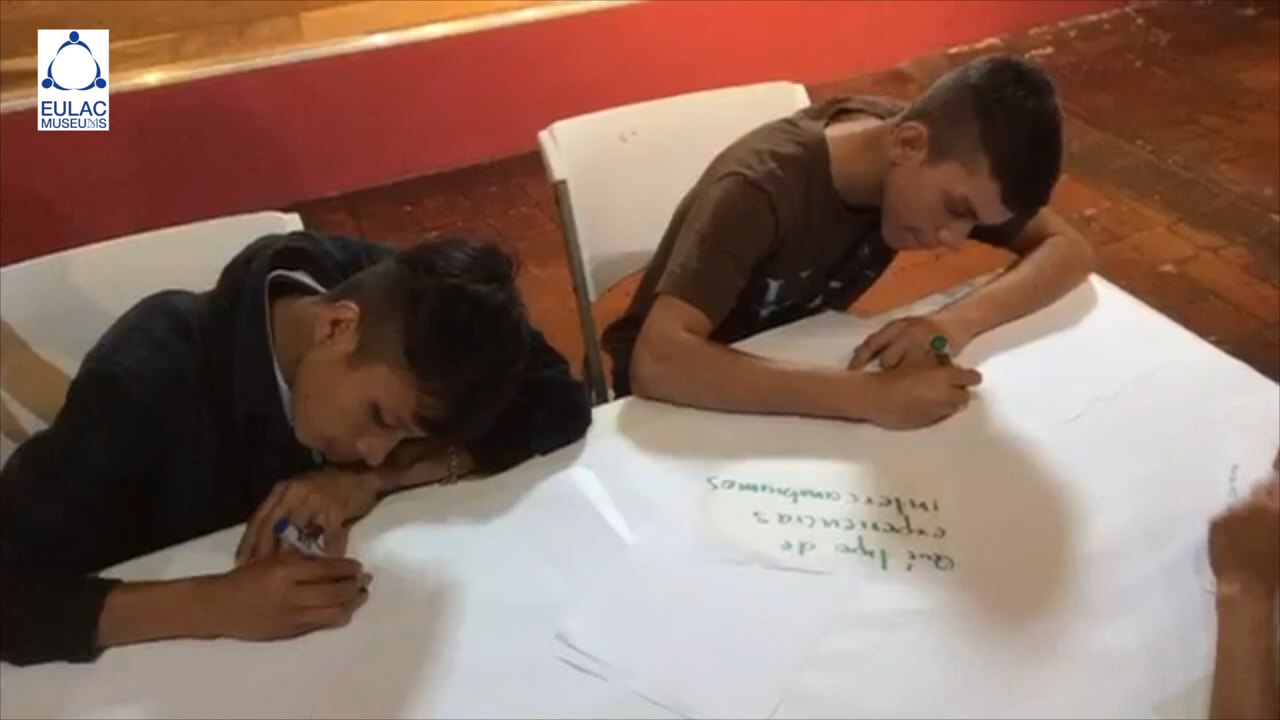 EULAC
MUSEUMS
Qué tipo de
experiencias
intercambiamos